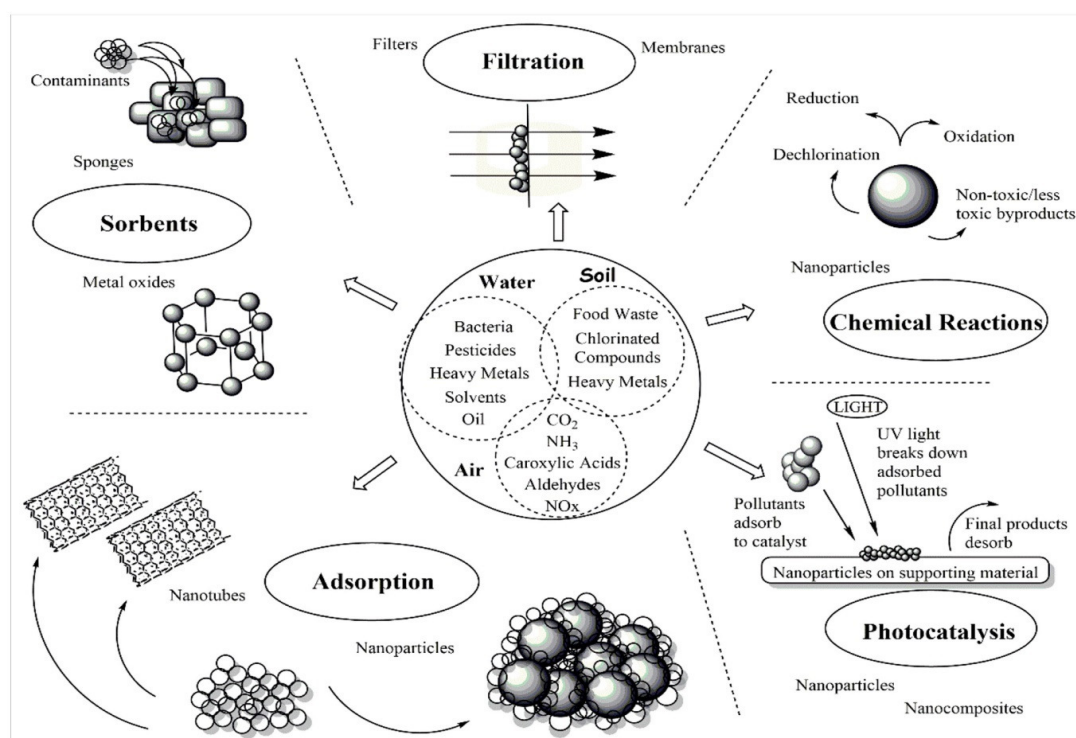 Contaminants
Sponges
Sorbents
Metal oxides
Filters
Filtration
Membranes
Reduction
Oxidation
Dechlorination
Non-toxic/less
toxic byproducts
Nanoparticles
Chemical Reactions
Water
Bacteria
Pesticides
Heavy Metals
Solvents
Oil
Soil
Food Waste
Chlorinated
Compounds
Heavy Metals
Air
CO₂
NH₃
Caroxylic Acids
Aldehydes
NOx
LIGHT
UV light
breaks down
adsorbed
pollutants
Pollutants
adsorb
to catalyst
Final products
desorb
Nanoparticles on supporting material
Photocatalysis
Nanoparticles
Nanocomposites
Nanotubes
Adsorption
Nanoparticles